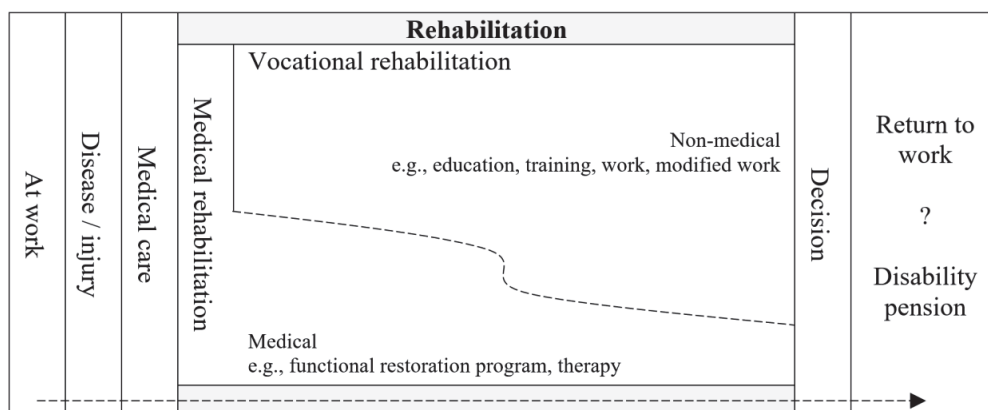 At work
Disease / injury
Medical care
Rehabilitation
Medical rehabilitation
Vocational rehabilitation
Non-medical
e.g., education, training, work, modified work
Medical
e.g., functional restoration program, therapy
Decision
Return to
work
?
Disability
pension